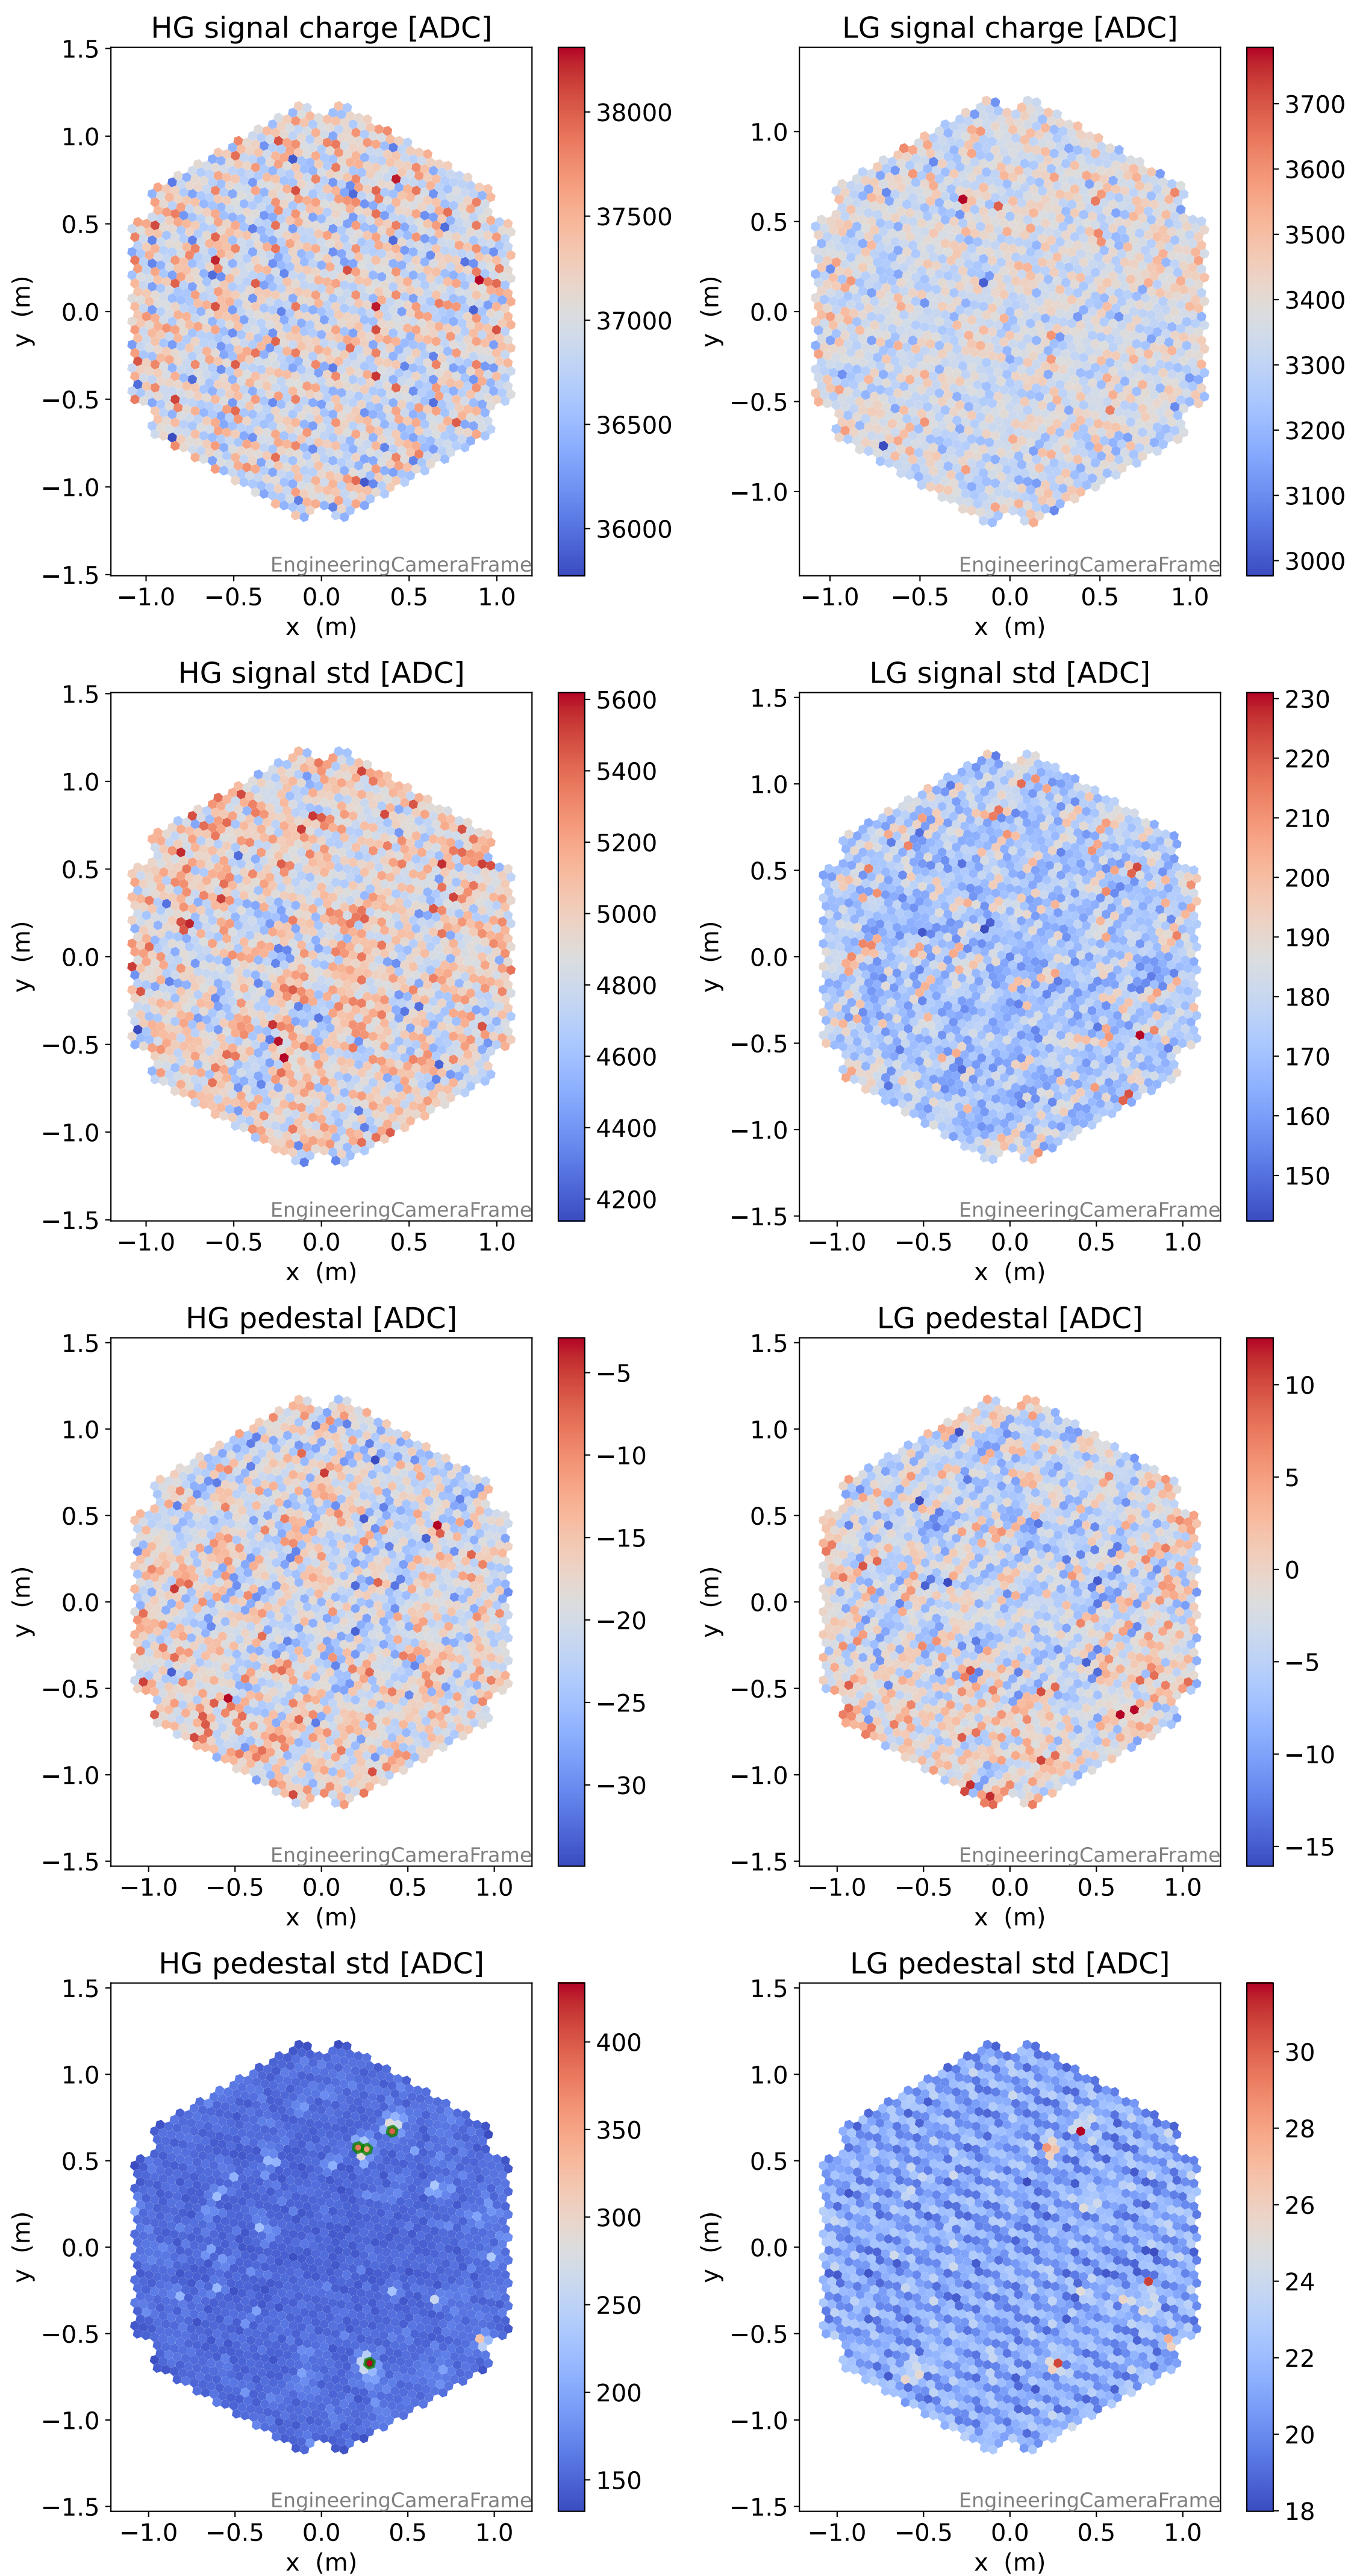 HG signal charge [ADC]
1.5
1.0
0.5
0.0
−0.5
−1.0
−1.5
y (m)
−1.0 −0.5 0.0 0.5 1.0
x (m)
EngineeringCameraFrame
38000
37500
37000
36500
36000
LG signal charge [ADC]
1.0
0.5
0.0
−0.5
−1.0
y (m)
−1.0 −0.5 0.0 0.5 1.0
x (m)
3700
3600
3500
3400
3300
3200
3100
3000
HG signal std [ADC]
1.5
1.0
0.5
0.0
−0.5
−1.0
−1.5
y (m)
−1.0 −0.5 0.0 0.5 1.0
x (m)
EngineeringCameraFrame
5600
5400
5200
5000
4800
4600
4400
4200
LG signal std [ADC]
1.5
1.0
0.5
0.0
−0.5
−1.0
−1.5
y (m)
−1.0 −0.5 0.0 0.5 1.0
x (m)
EngineeringCameraFrame
230
220
210
200
190
180
170
160
150
HG pedestal [ADC]
1.5
1.0
0.5
0.0
−0.5
−1.0
−1.5
y (m)
−1.0 −0.5 0.0 0.5 1.0
x (m)
EngineeringCameraFrame
−5
−10
−15
−20
−25
−30
LG pedestal [ADC]
1.5
1.0
0.5
0.0
−0.5
−1.0
−1.5
y (m)
−1.0 −0.5 0.0 0.5 1.0
x (m)
EngineeringCameraFrame
10
5
0
−5
−10
−15
HG pedestal std [ADC]
1.5
1.0
0.5
0.0
−0.5
−1.0
−1.5
y (m)
−1.0 −0.5 0.0 0.5 1.0
x (m)
EngineeringCameraFrame
400
350
300
250
200
150
LG pedestal std [ADC]
1.5
1.0
0.5
0.0
−0.5
−1.0
−1.5
y (m)
−1.0 −0.5 0.0 0.5 1.0
x (m)
EngineeringCameraFrame
30
28
26
24
22
20
18